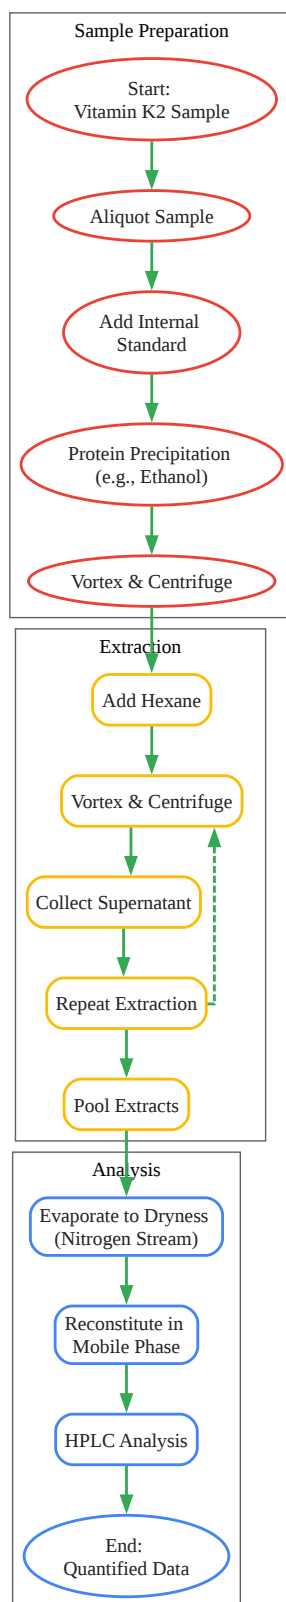 Sample Preparation
Start:
Vitamin K2 Sample
Aliquot Sample
Add Internal
Standard
Protein Precipitation
(e.g., Ethanol)
Vortex & Centrifuge
Extraction
Add Hexane
Vortex & Centrifuge
Collect Supernatant
Repeat Extraction
Pool Extracts
Analysis
Evaporate to Dryness
(Nitrogen Stream)
Reconstitute in
Mobile Phase
HPLC Analysis
End:
Quantified Data